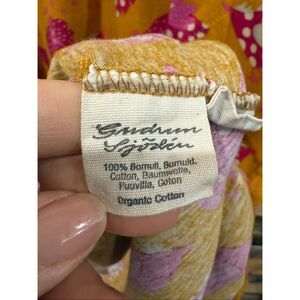 Gudrun
Sjödén
100% Bomull, Bomuld.
Cotton, Baumwolle,
Puuvilla, Coton
Organic Cotton